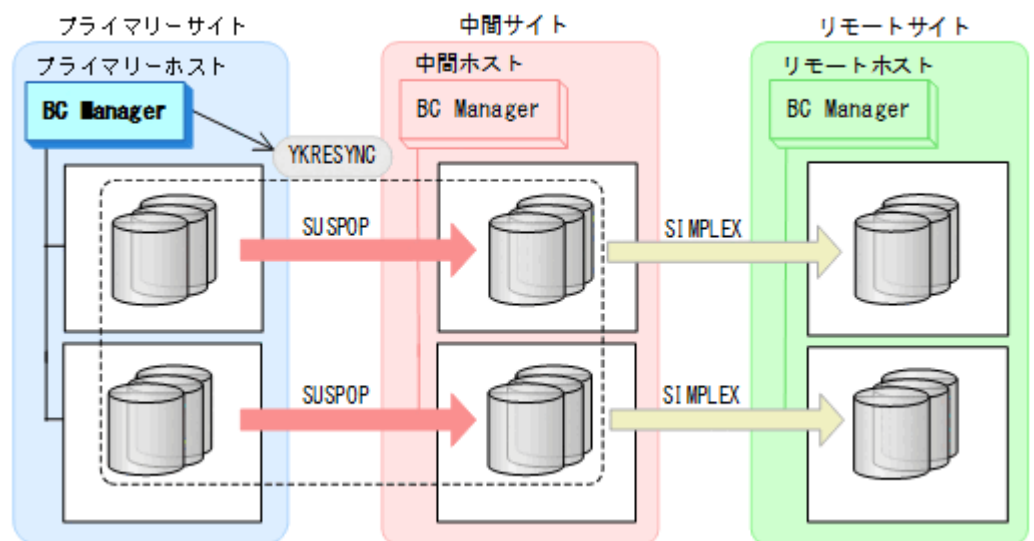 プライマリーサイト
中間サイト
リモートサイト
プライマリーホスト
中間ホスト
リモートホスト
BC Manager
BC Manager
BC Manager
YKRESYNC
SUSPOP
SIMPLEX
SUSPOP
SIMPLEX